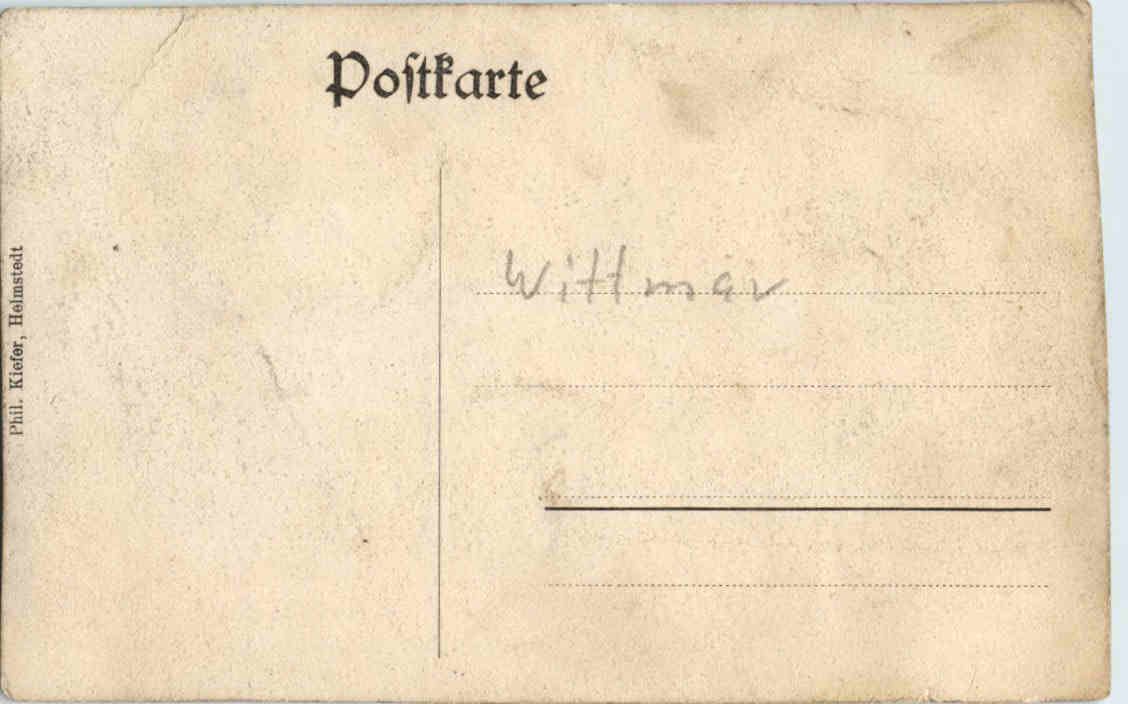 Poſtkarte
Phil. Kiefer, Helmstedt
Wittmar